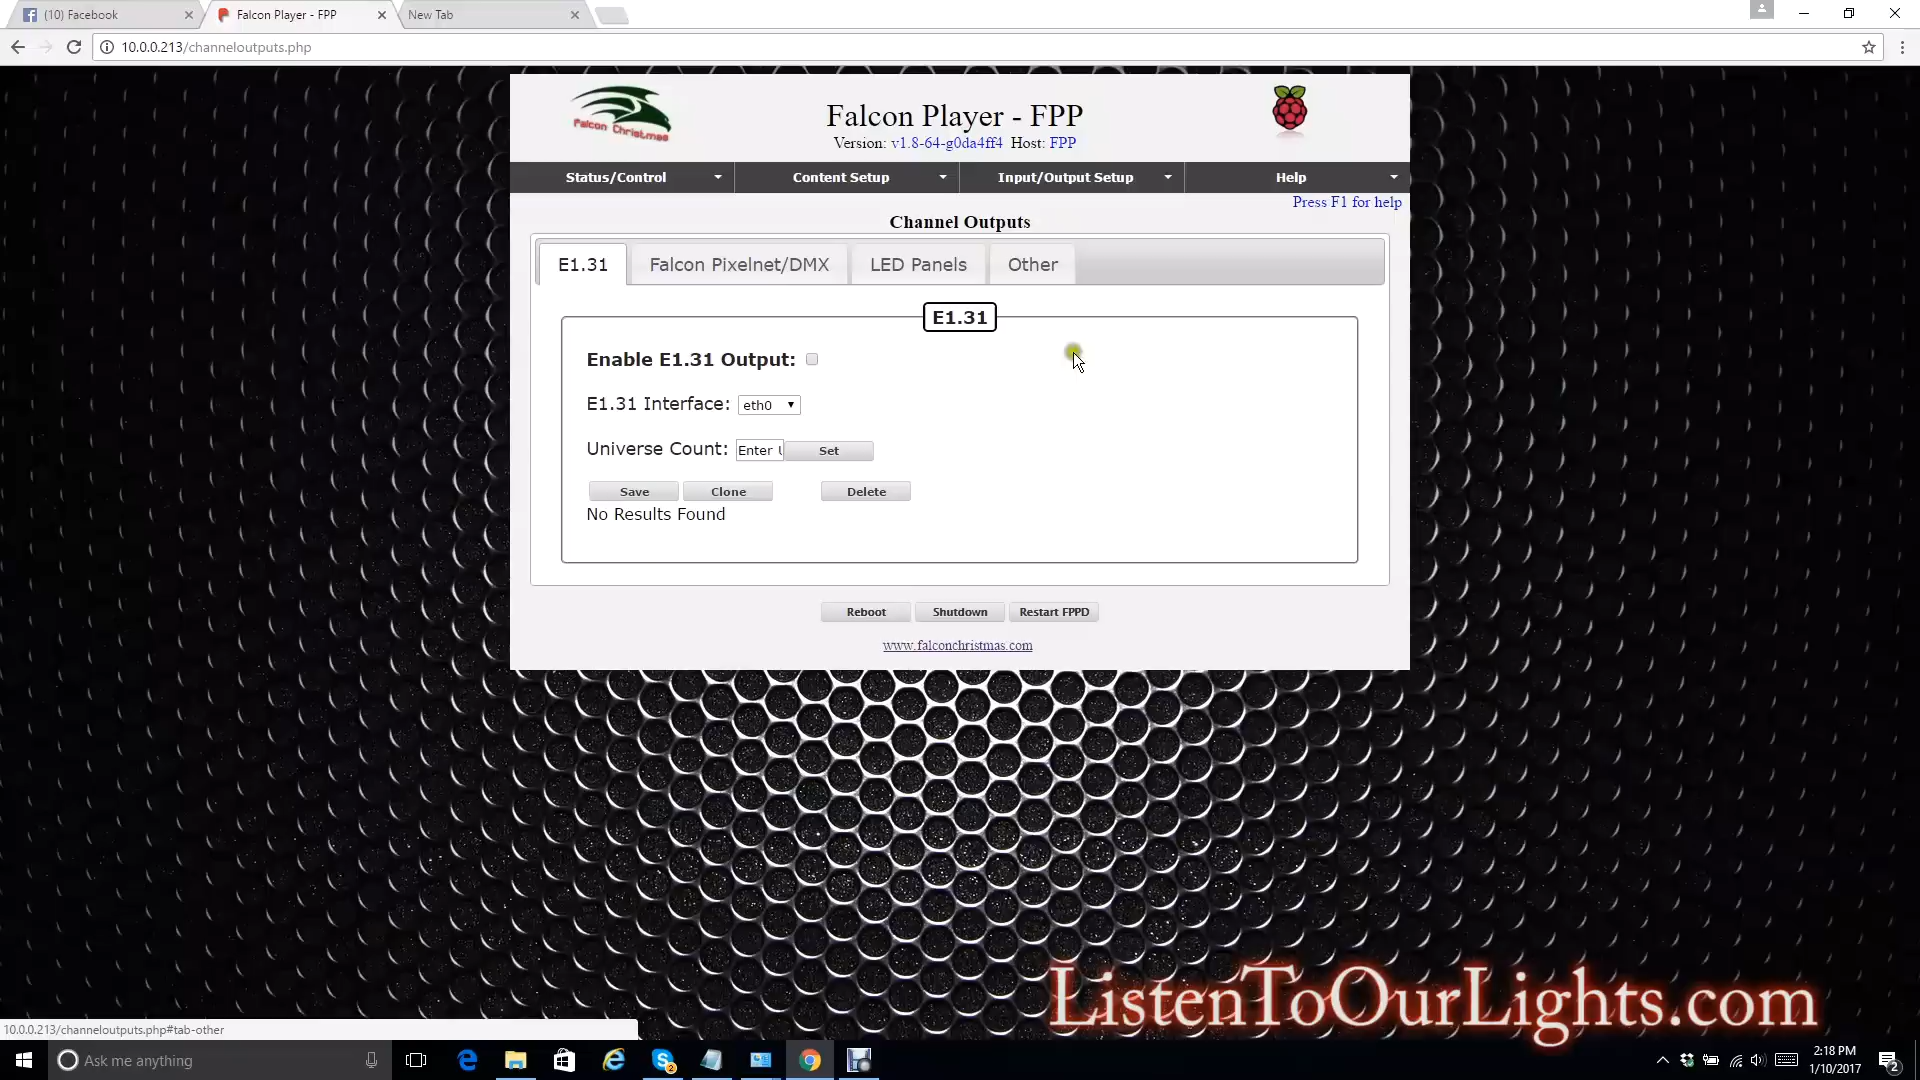 (10) Facebook
Falcon Player - FPP
New Tab
10.0.0.213/channeloutputs.php
Falcon Christmas
Falcon Player - FPP
Version: v1.8-64-g0da4ff4 Host: FPP
Status/Control
Content Setup
Input/Output Setup
Help
Press F1 for help
Channel Outputs
E1.31
Falcon Pixelnet/DMX
LED Panels
Other
E1.31
Enable E1.31 Output:
E1.31 Interface: eth0
Universe Count: Enter U Set
Save Clone Delete
No Results Found
Reboot Shutdown Restart FPPD
www.falconchristmas.com
ListenToOurLights.com
10.0.0.213/channeloutputs.php#tab-other
Ask me anything
2
2:18 PM
1/10/2017
2